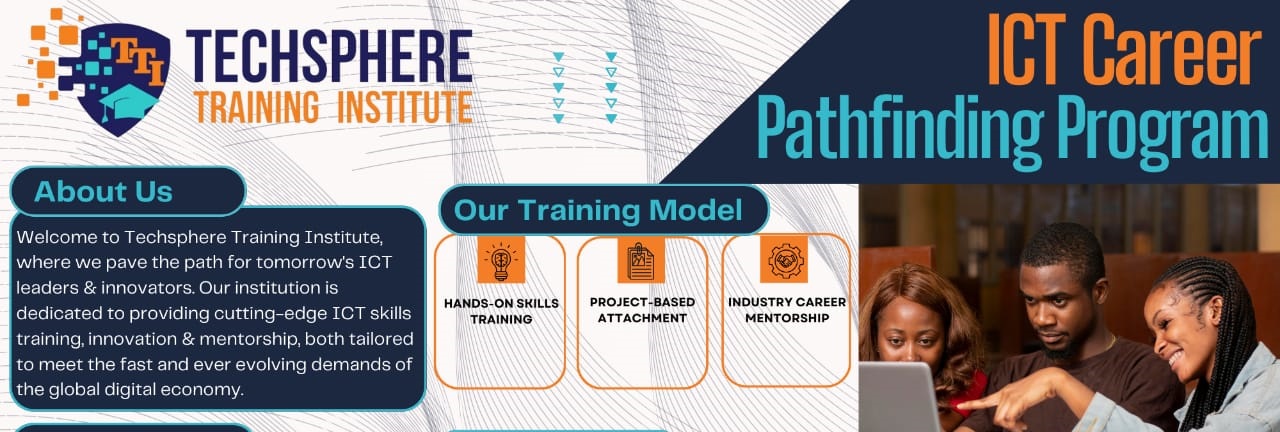 TTI
TECHSPHERE
TRAINING INSTITUTE
ICT Career
Pathfinding Program
About Us
Welcome to Techsphere Training Institute,
where we pave the path for tomorrow's ICT
leaders & innovators. Our institution is
dedicated to providing cutting-edge ICT skills
training, innovation & mentorship, both tailored
to meet the fast and ever evolving demands of
the global digital economy.
Our Training Model
HANDS-ON SKILLS
TRAINING
PROJECT-BASED
ATTACHMENT
INDUSTRY CAREER
MENTORSHIP